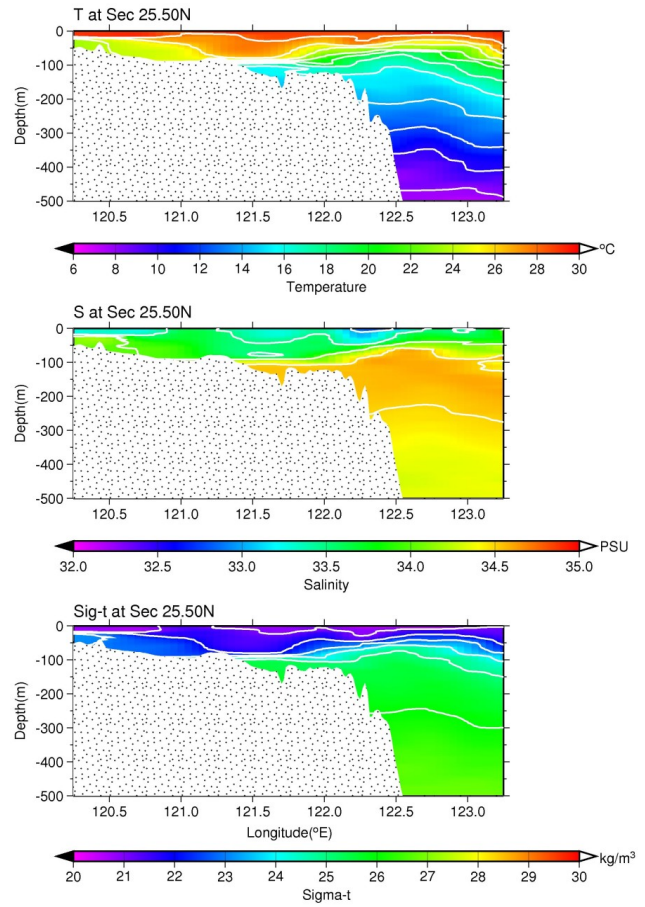 T at Sec 25.50N
0
-100
-200
-300
-400
-500
Depth(m)
120.5 121.0 121.5 122.0 122.5 123.0
ºC
6 8 10 12 14 16 18 20 22 24 26 28 30
Temperature
S at Sec 25.50N
0
-100
-200
-300
-400
-500
Depth(m)
120.5 121.0 121.5 122.0 122.5 123.0
PSU
32.0 32.5 33.0 33.5 34.0 34.5 35.0
Salinity
Sig-t at Sec 25.50N
0
-100
-200
-300
-400
-500
Depth(m)
120.5 121.0 121.5 122.0 122.5 123.0
Longitude(ºE)
kg/m³
20 21 22 23 24 25 26 27 28 29 30
Sigma-t